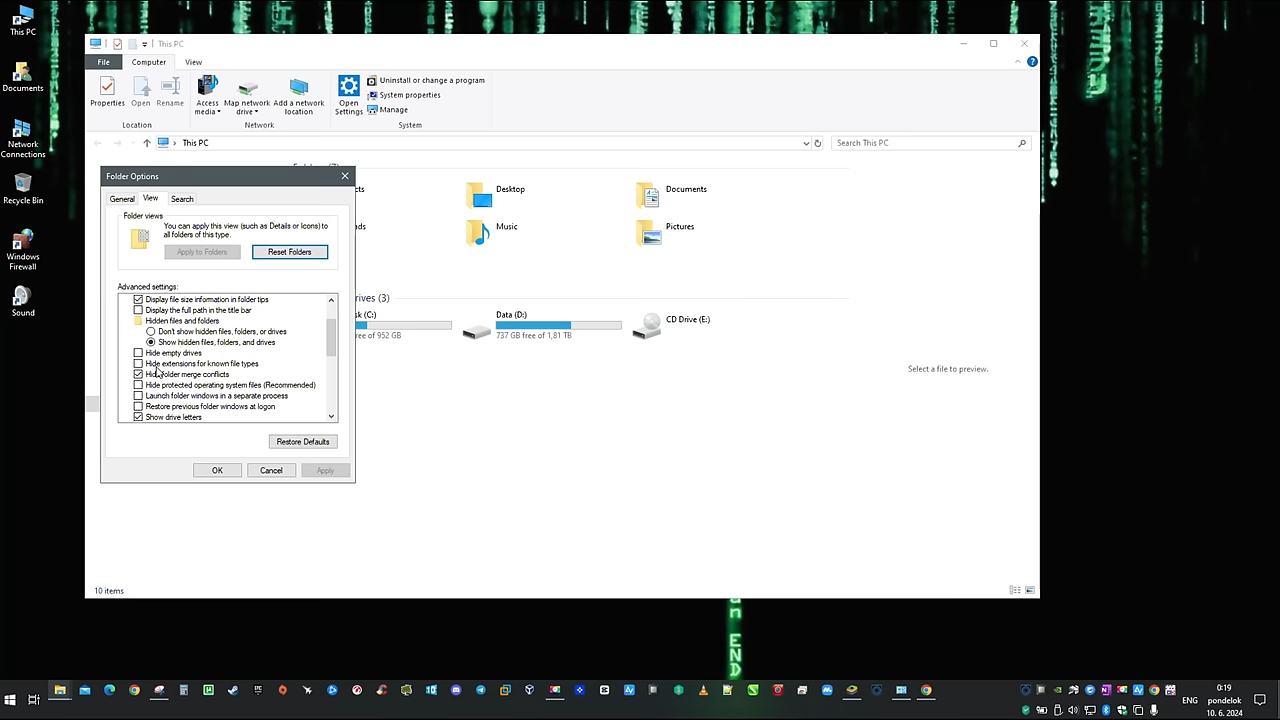 This PC
Documents
Network
Connections
Recycle Bin
Windows
Firewall
Sound
This PC
File
Computer
View
Properties
Open
Rename
Location
Access
media
Map network
drive
Add a network
location
Network
Open
Settings
Uninstall or change a program
System properties
Manage
System
This PC
Search This PC
Desktop
Documents
Music
Pictures
rives (3)
sk (C:)
ee of 952 GB
Data (D:)
737 GB free of 1,81 TB
CD Drive (E:)
Select a file to preview.
10 items
Folder Options
General
View
Search
Folder views
You can apply this view (such as Details or Icons) to
all folders of this type.
Apply to Folders
Reset Folders
Advanced settings:
Display file size information in folder tips
Display the full path in the title bar
Hidden files and folders
Don't show hidden files, folders, or drives
Show hidden files, folders, and drives
Hide empty drives
Hide extensions for known file types
Hide folder merge conflicts
Hide protected operating system files (Recommended)
Launch folder windows in a separate process
Restore previous folder windows at logon
Show drive letters
Restore Defaults
OK
Cancel
Apply
n END
ENG
0:19
pondelok
10. 6. 2024